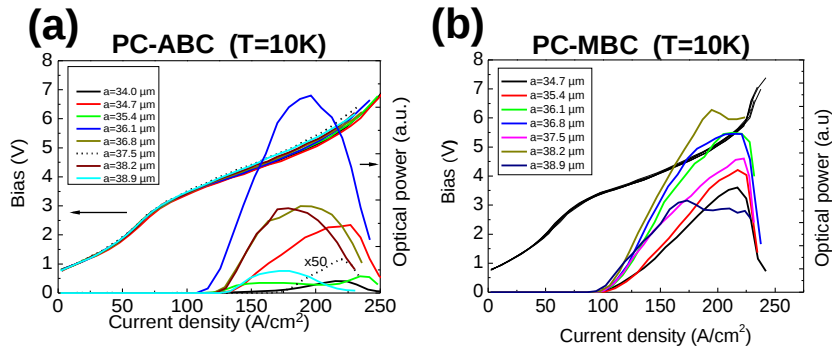 (a)
PC-ABC (T=10K)
8
7
6
5
4
3
2
1
0
Bias (V)
a=34.0 µm
a=34.7 µm
a=35.4 µm
a=36.1 µm
a=36.8 µm
a=37.5 µm
a=38.2 µm
a=38.9 µm
x50
0 50 100 150 200 250
Current density (A/cm²)
Optical power (a.u.)
(b)
PC-MBC (T=10K)
8
7
6
5
4
3
2
1
0
Bias (V)
a=34.7 µm
a=35.4 µm
a=36.1 µm
a=36.8 µm
a=37.5 µm
a=38.2 µm
a=38.9 µm
0 50 100 150 200 250
Current density (A/cm²)
Optical power (a.u)